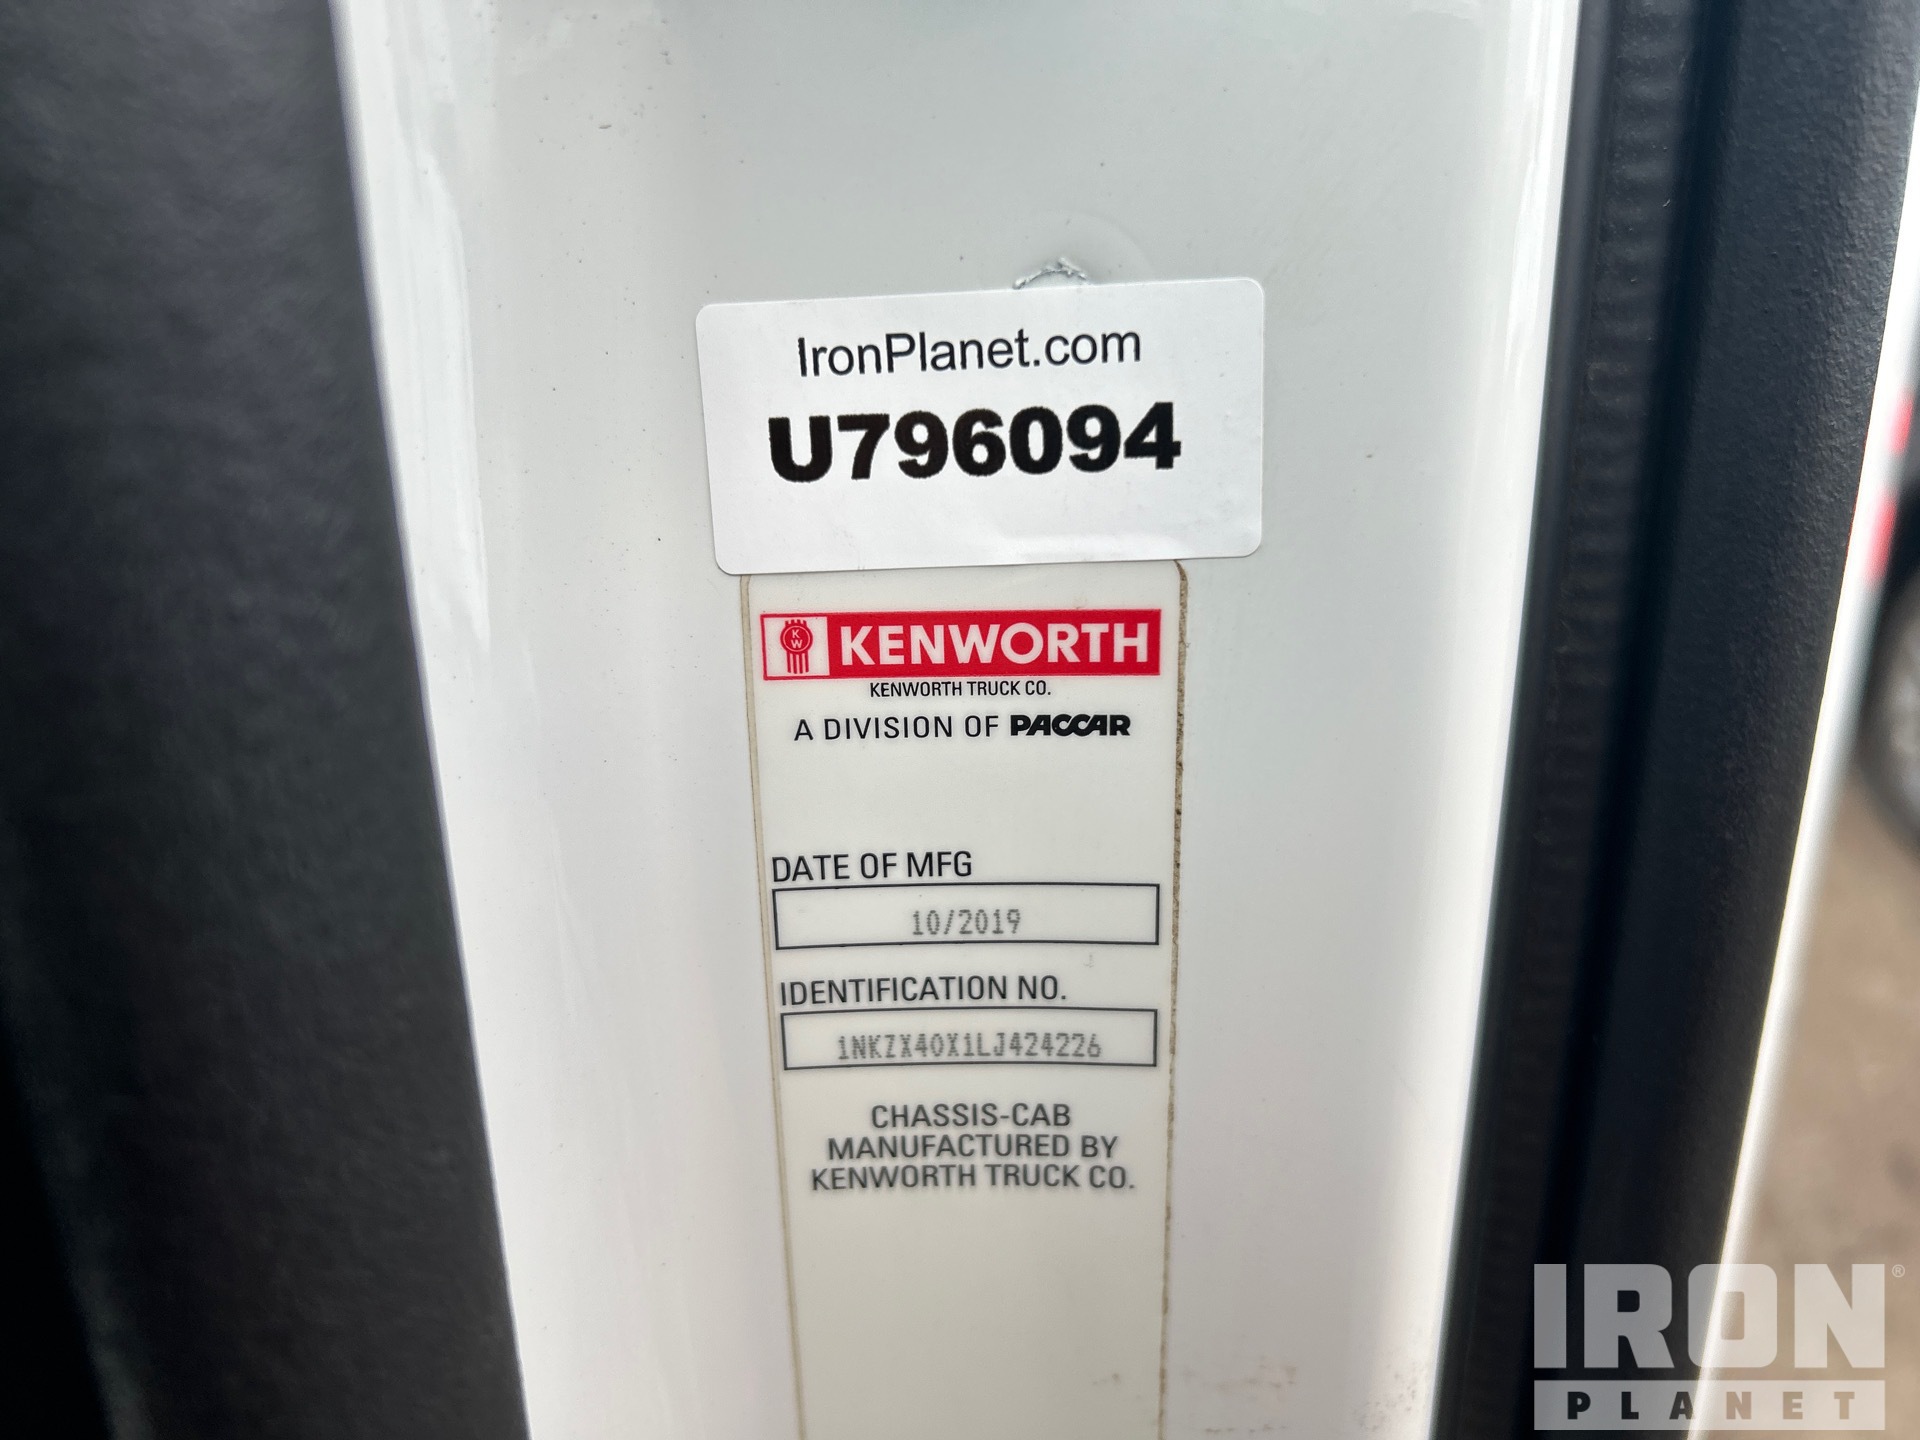 IronPlanet.com
U796094
KW
KENWORTH
KENWORTH TRUCK CO.
A DIVISION OF PACCAR
DATE OF MFG
10/2019
IDENTIFICATION NO.
1NKZX40X1LJ424226
CHASSIS-CAB
MANUFACTURED BY
KENWORTH TRUCK CO.
IRON®
PLANET